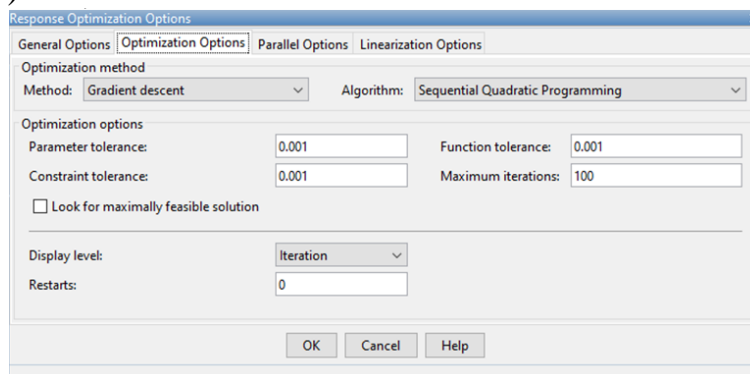 )
Response Optimization Options
General Options Optimization Options Parallel Options Linearization Options
Optimization method
Method: Gradient descent Algorithm: Sequential Quadratic Programming
Optimization options
Parameter tolerance: 0.001 Function tolerance: 0.001
Constraint tolerance: 0.001 Maximum iterations: 100
Look for maximally feasible solution
Display level: Iteration
Restarts: 0
OK Cancel Help